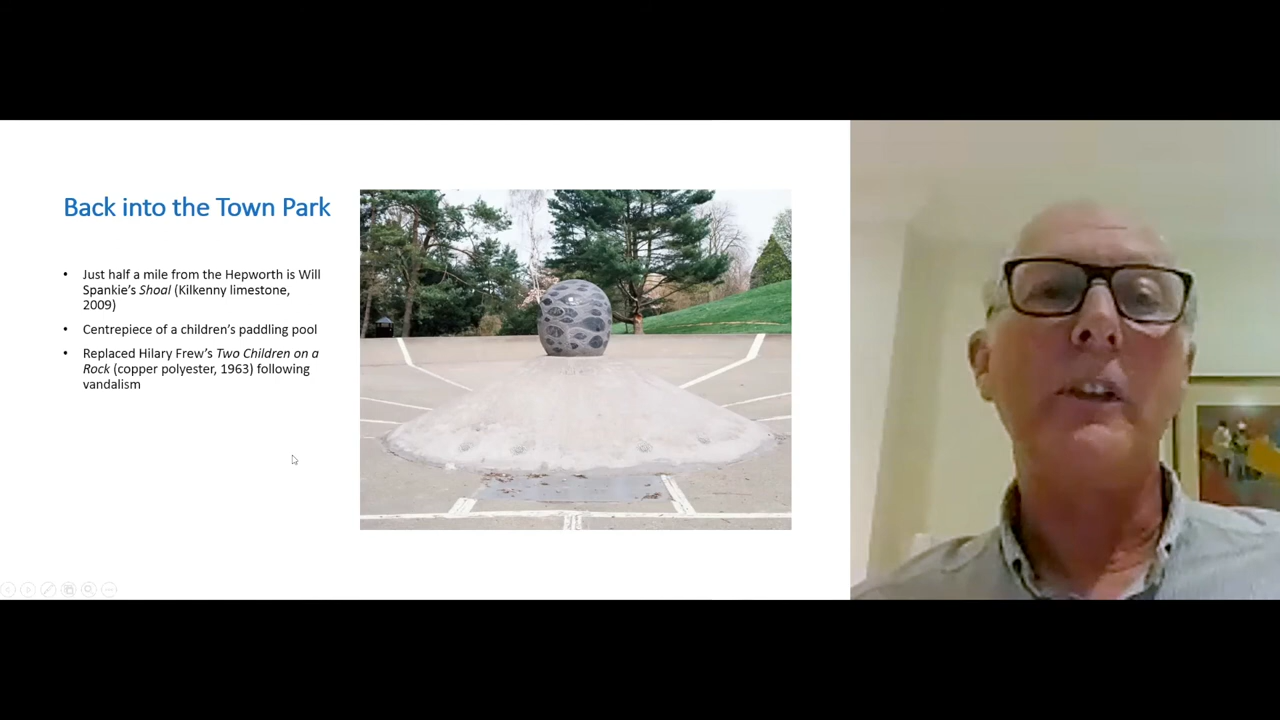 Back into the Town Park
• Just half a mile from the Hepworth is Will
Spankie’s Shoal (Kilkenny limestone,
2009)
• Centrepiece of a children’s paddling pool
• Replaced Hilary Frew’s Two Children on a
Rock (copper polyester, 1963) following
vandalism